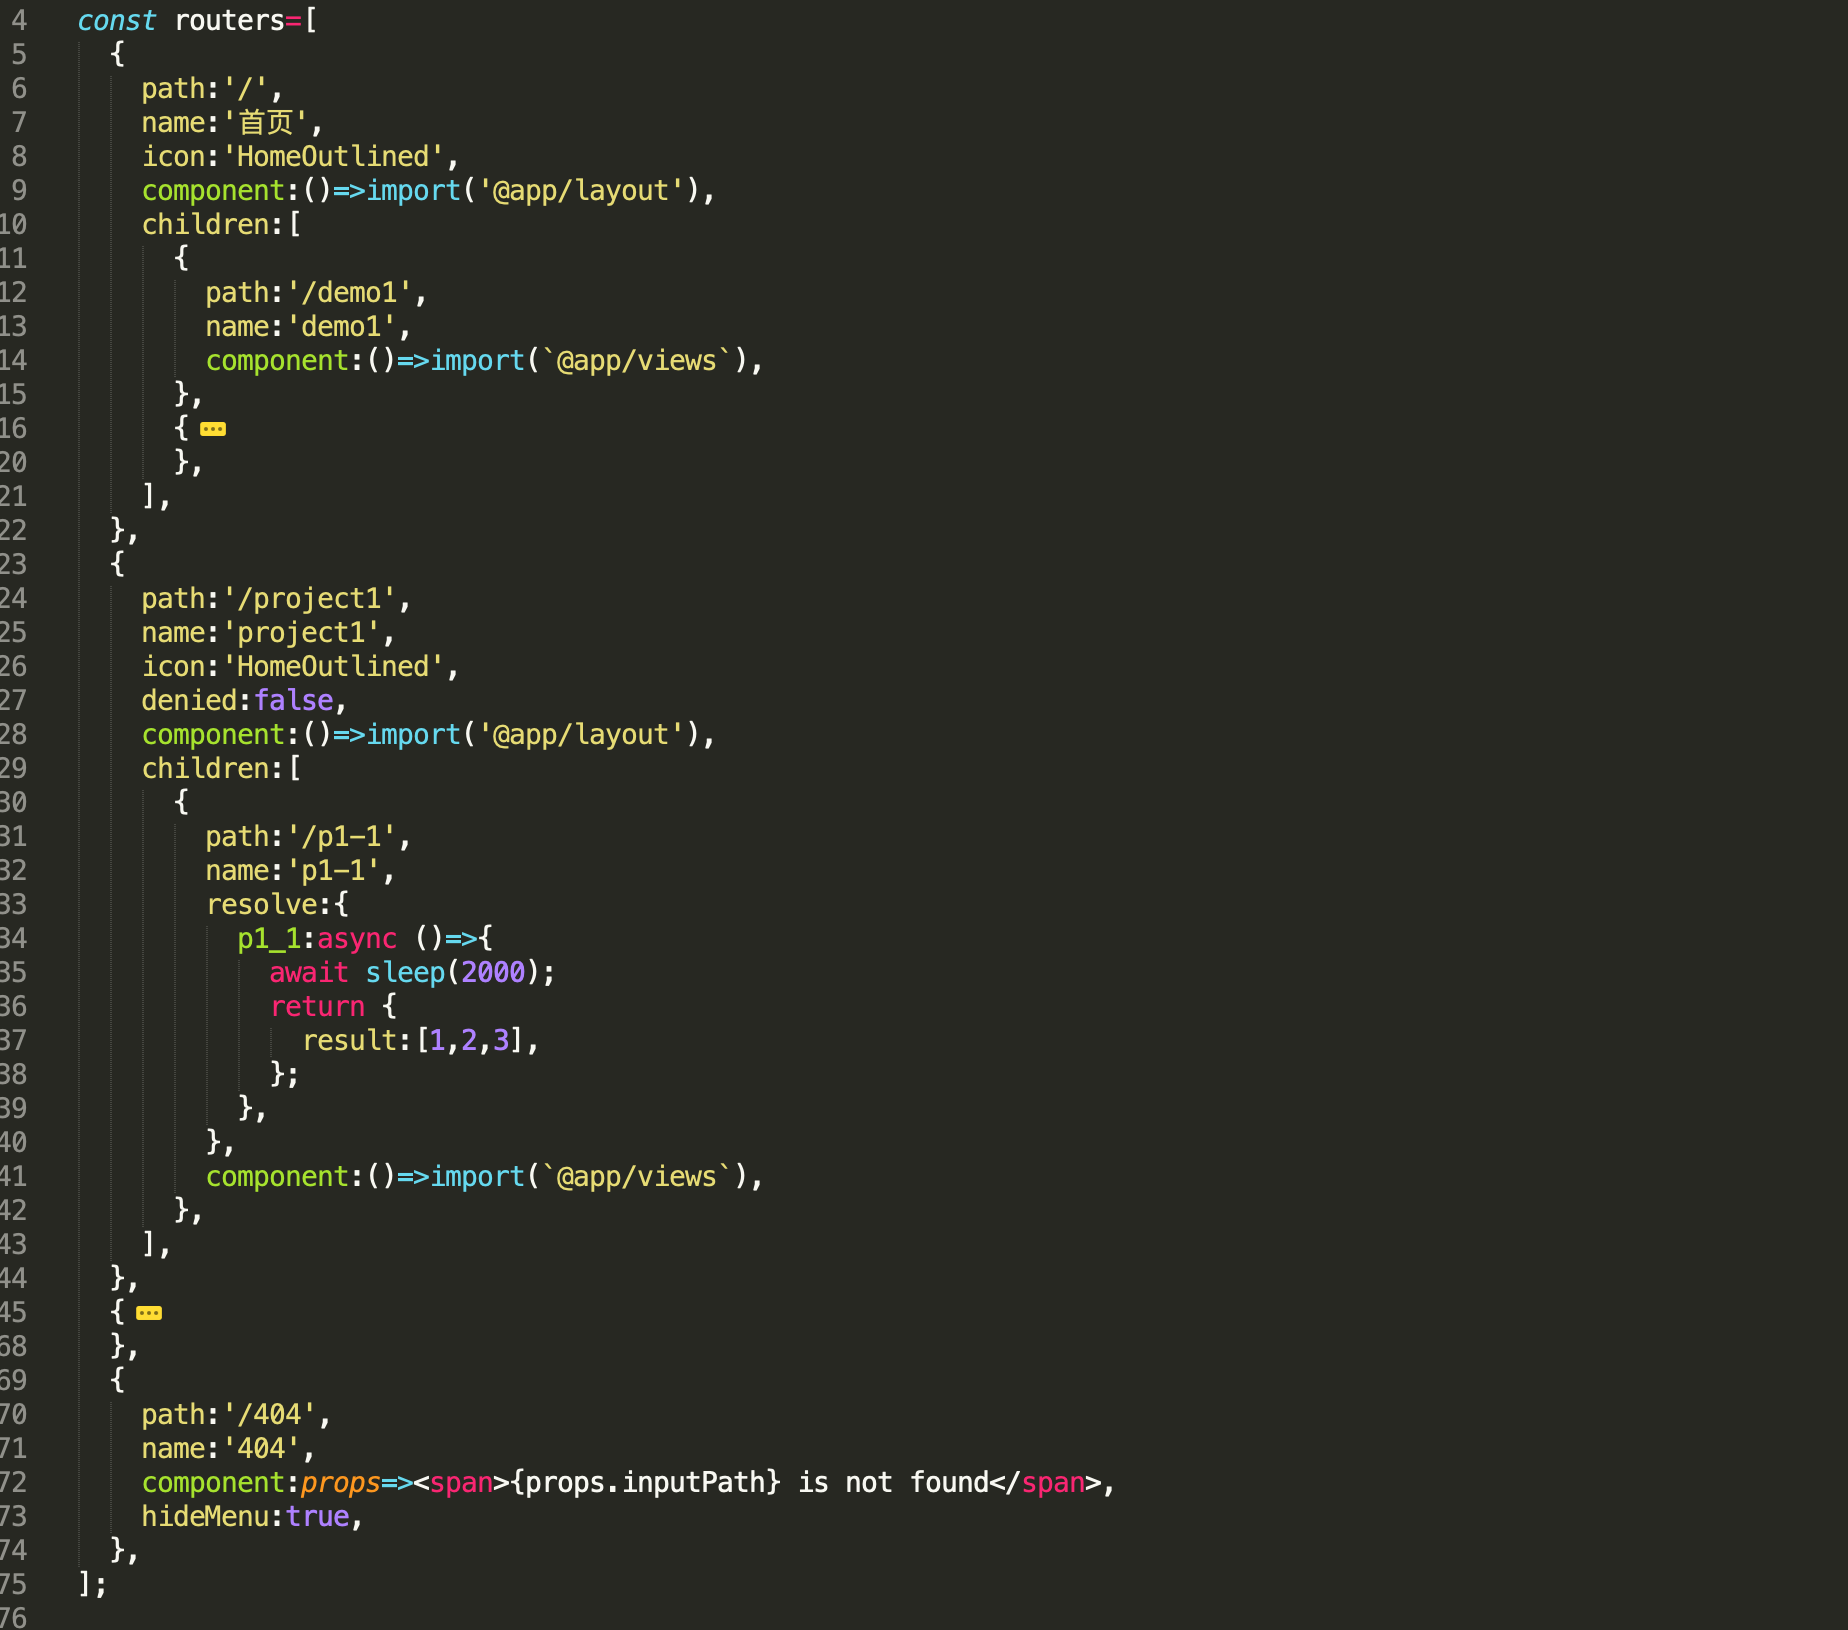 4 const routers=[
5 {
6 path:'/',
7 name:'首页',
8 icon:'HomeOutlined',
9 component:()=>import('@app/layout'),
10 children:[
11 {
12 path:'/demo1',
13 name:'demo1',
14 component:()=>import(`@app/views`),
15 },
16 {
20 },
21 ],
22 },
23 {
24 path:'/project1',
25 name:'project1',
26 icon:'HomeOutlined',
27 denied:false,
28 component:()=>import('@app/layout'),
29 children:[
30 {
31 path:'/p1-1',
32 name:'p1-1',
33 resolve:{
34 p1_1:async ()=>{
35 await sleep(2000);
36 return {
37 result:[1,2,3],
38 };
39 },
40 },
41 component:()=>import(`@app/views`),
42 },
43 ],
44 },
45 {
68 },
69 {
70 path:'/404',
71 name:'404',
72 component:props=><span>{props.inputPath} is not found</span>,
73 hideMenu:true,
74 },
75 ];
76